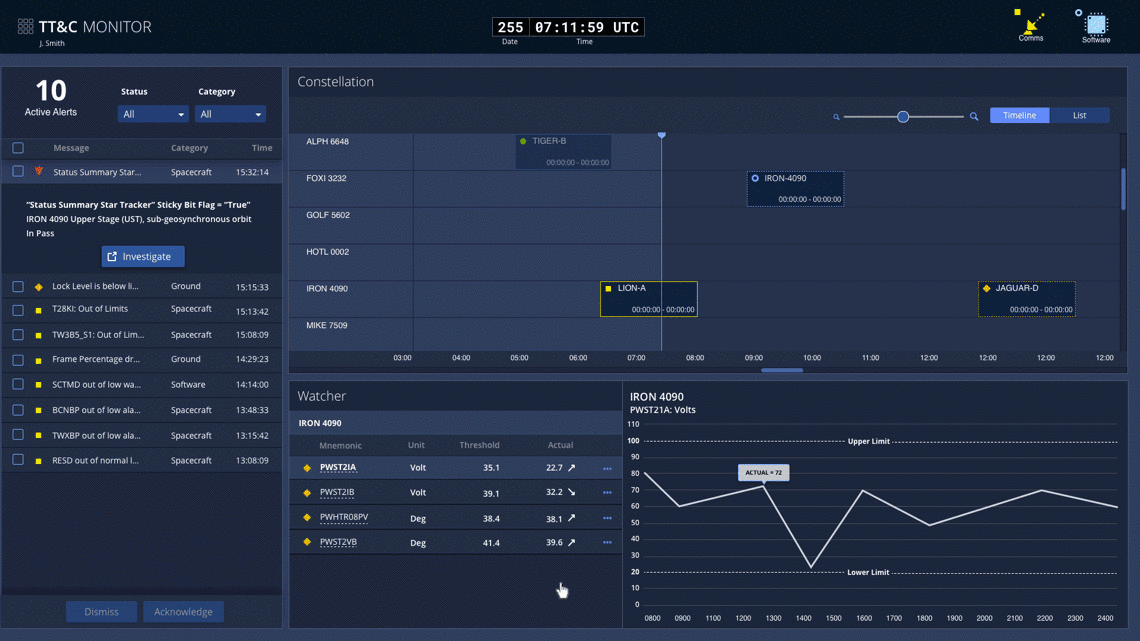 TT&C MONITOR
J. Smith
255 07:11:59 UTC
Date Time
Comms
Software
10
Active Alerts
Status Category
All All
Message Category Time
Status Summary Star... Spacecraft 15:32:14
"Status Summary Star Tracker" Sticky Bit Flag = "True"
IRON 4090 Upper Stage (UST), sub-geosynchronous orbit
In Pass
Investigate
Lock Level is below li... Ground 15:15:33
T28KI: Out of Limits Spacecraft 15:13:42
TW3B5_S1: Out of Lim... Spacecraft 15:08:09
Frame Percentage dr... Ground 14:29:23
SCTMD out of low wa... Software 14:14:00
BCNBP out of low ala... Spacecraft 13:48:33
TWXBP out of low ala... Spacecraft 13:15:42
RESD out of normal l... Spacecraft 13:08:09
Dismiss Acknowledge
Constellation
Timeline List
ALPH 6648
TIGER-B
00:00:00 - 00:00:00
FOXI 3232
IRON-4090
00:00:00 - 00:00:00
GOLF 5602
HOTL 0002
IRON 4090
LION-A
00:00:00 - 00:00:00
JAGUAR-D
00:00:00 - 00:00:00
MIKE 7509
03:00 04:00 05:00 06:00 07:00 08:00 09:00 10:00 11:00 12:00 12:00 12:00 12:00
Watcher
IRON 4090
Mnemonic Unit Threshold Actual
PWST2IA Volt 35.1 22.7
PWST2IB Volt 39.1 32.2
PWHTR08PV Deg 38.4 38.1
PWST2VB Deg 41.4 39.6
IRON 4090
PWST21A: Volts
110
100
90
80
70
60
50
40
30
20
10
0
Upper Limit
ACTUAL = 72
Lower Limit
0800 0900 1100 1200 1300 1400 1500 1600 1700 1800 1900 2010 2100 2200 2300 2400